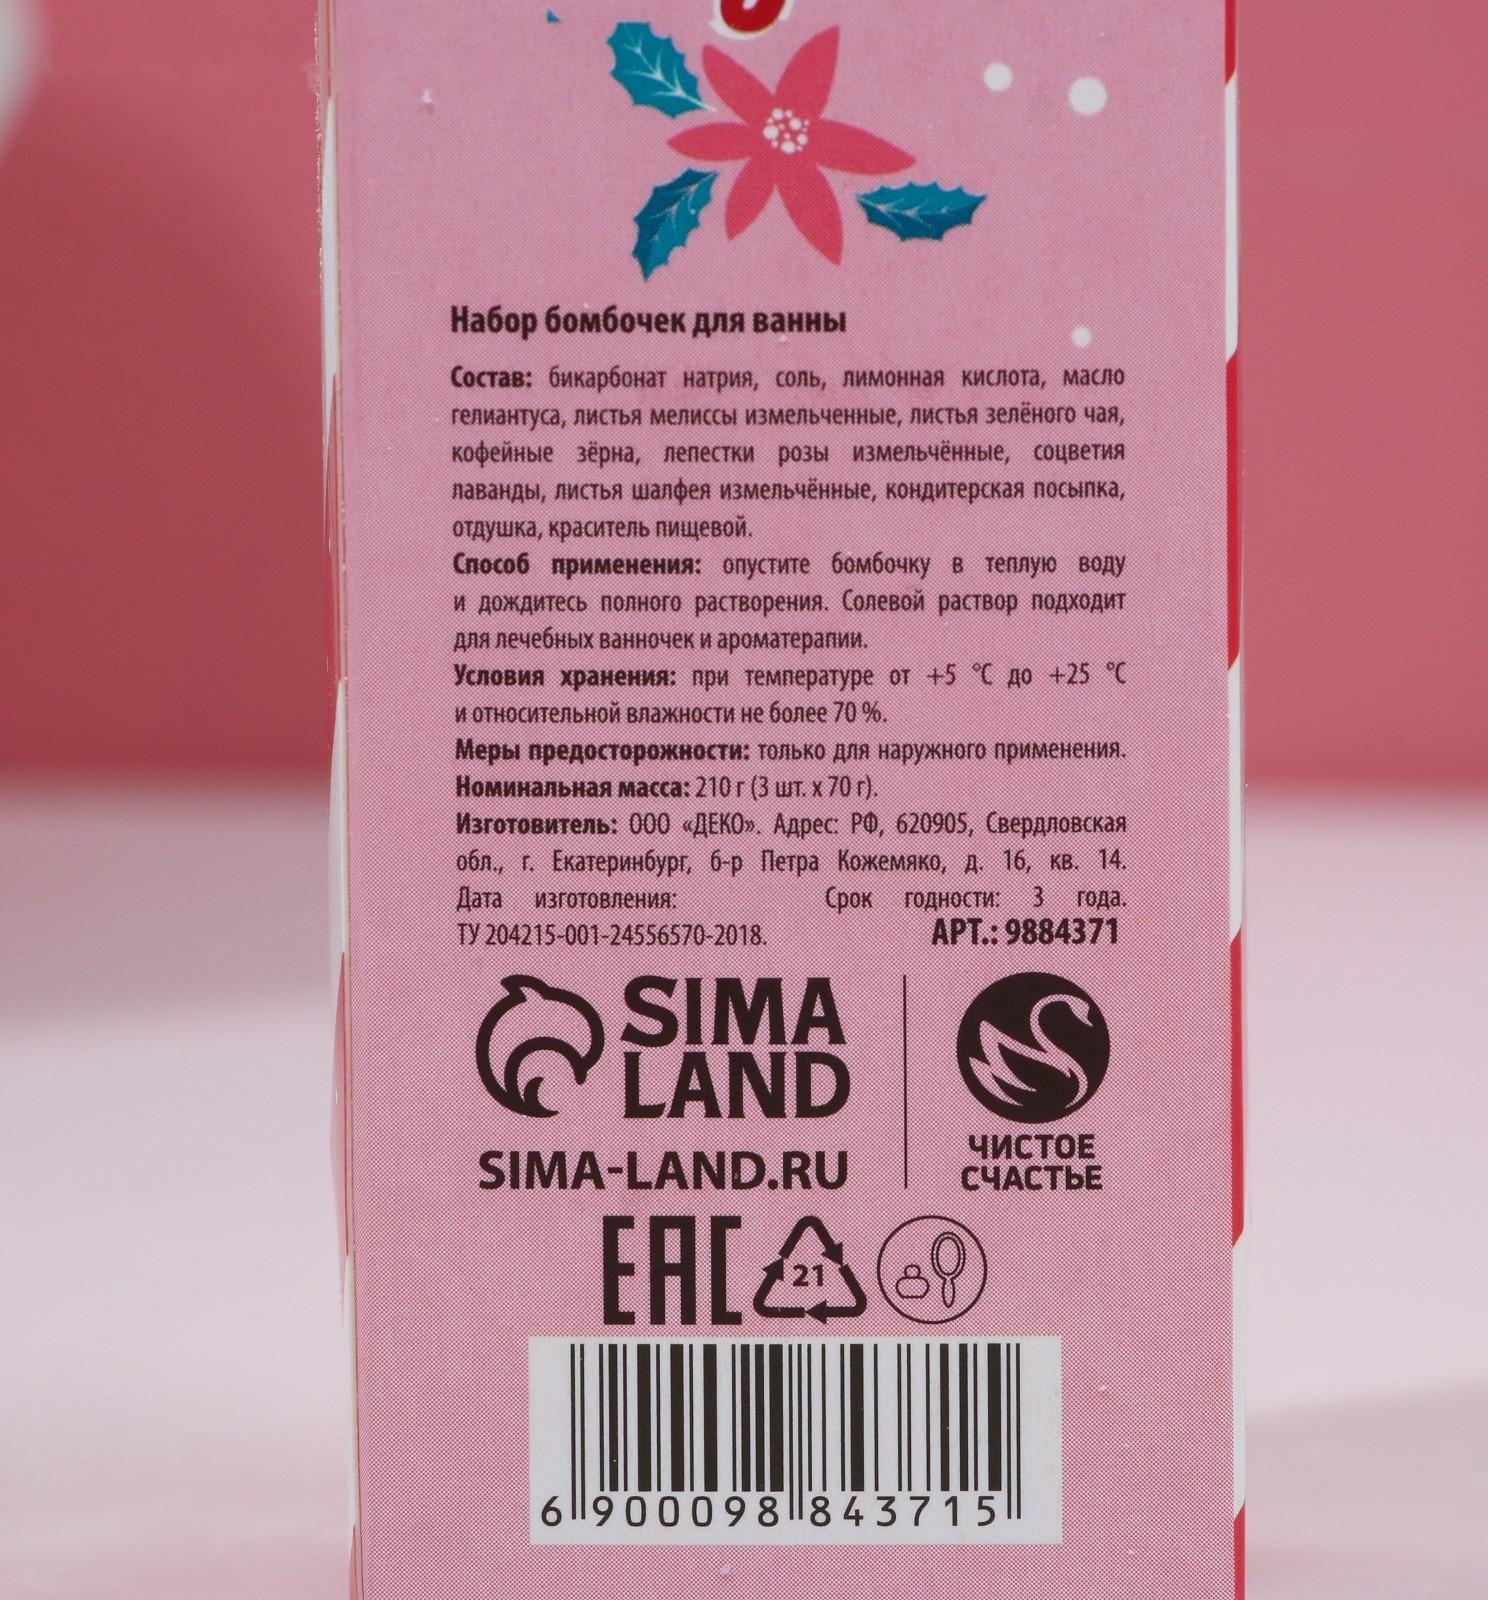 Набор бомбочек для ванны
Состав: бикарбонат натрия, соль, лимонная кислота, масло
гелиантуса, листья мелиссы измельченные, листья зелёного чая,
кофейные зёрна, лепестки розы измельчённые, соцветия
лаванды, листья шалфея измельчённые, кондитерская посыпка,
отдушка, краситель пищевой.
Способ применения: опустите бомбочку в теплую воду
и дождитесь полного растворения. Солевой раствор подходит
для лечебных ванночек и ароматерапии.
Условия хранения: при температуре от +5 °C до +25 °C
и относительной влажности не более 70 %.
Меры предосторожности: только для наружного применения.
Номинальная масса: 210 г (3 шт. х 70 г).
Изготовитель: ООО «ДЕКО». Адрес: РФ, 620905, Свердловская
обл., г. Екатеринбург, б-р Петра Кожемяко, д. 16, кв. 14.
Дата изготовления: Срок годности: 3 года.
ТУ 204215-001-24556570-2018. АРТ.: 9884371
SIMA
LAND
SIMA-LAND.RU
ЧИСТОЕ
СЧАСТЬЕ
EAC 21
6 900098 843715